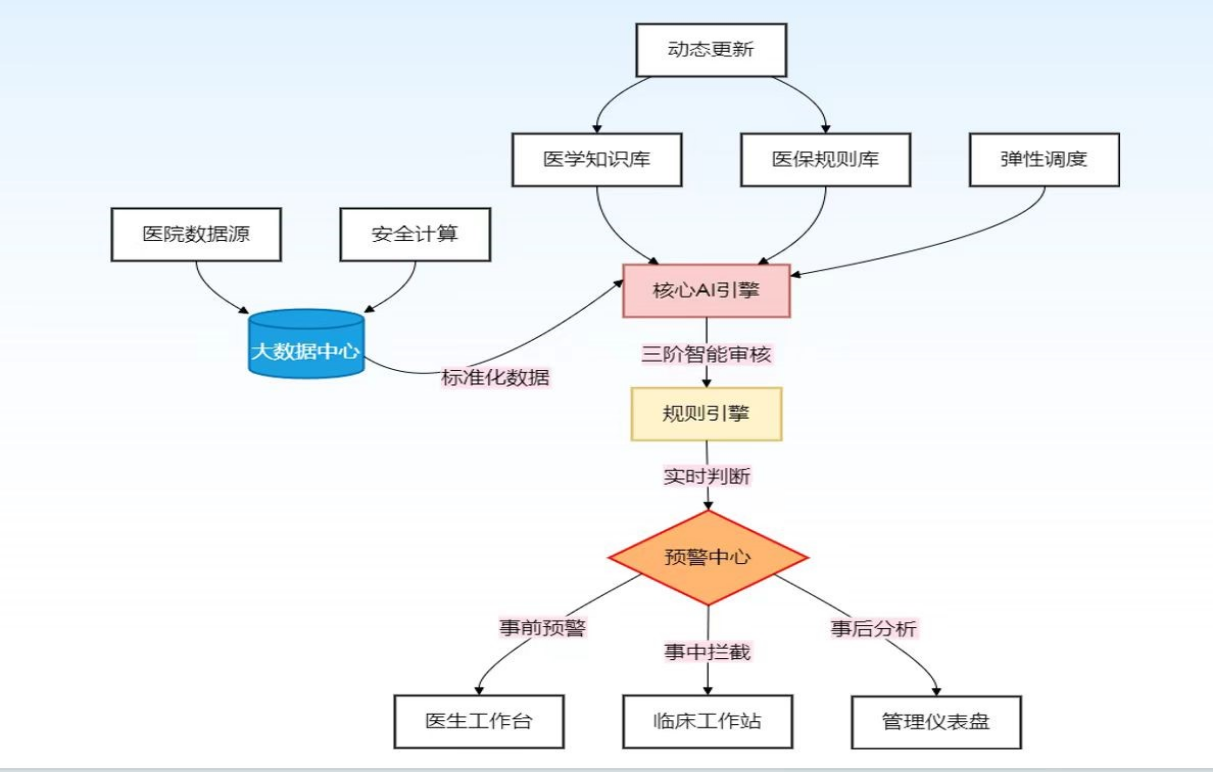 动态更新
医学知识库
医保规则库
弹性调度
医院数据源
安全计算
核心AI引擎
大数据中心
三阶智能审核
标准化数据
规则引擎
实时判断
预警中心
事前预警
事中拦截
事后分析
医生工作台
临床工作站
管理仪表盘